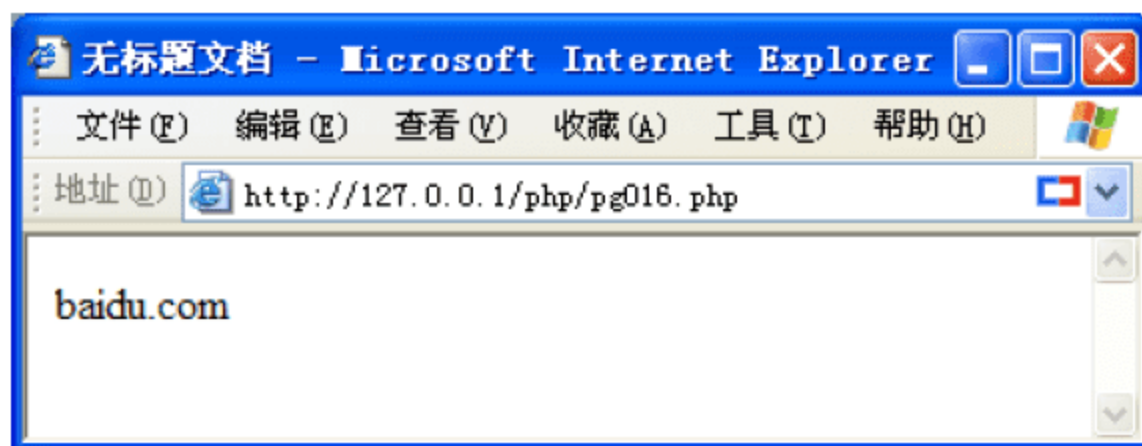 无标题文档 - Microsoft Internet Explorer
文件(F) 编辑(E) 查看(V) 收藏(A) 工具(T) 帮助(H)
地址(D) http://127.0.0.1/php/pg016.php
baidu.com